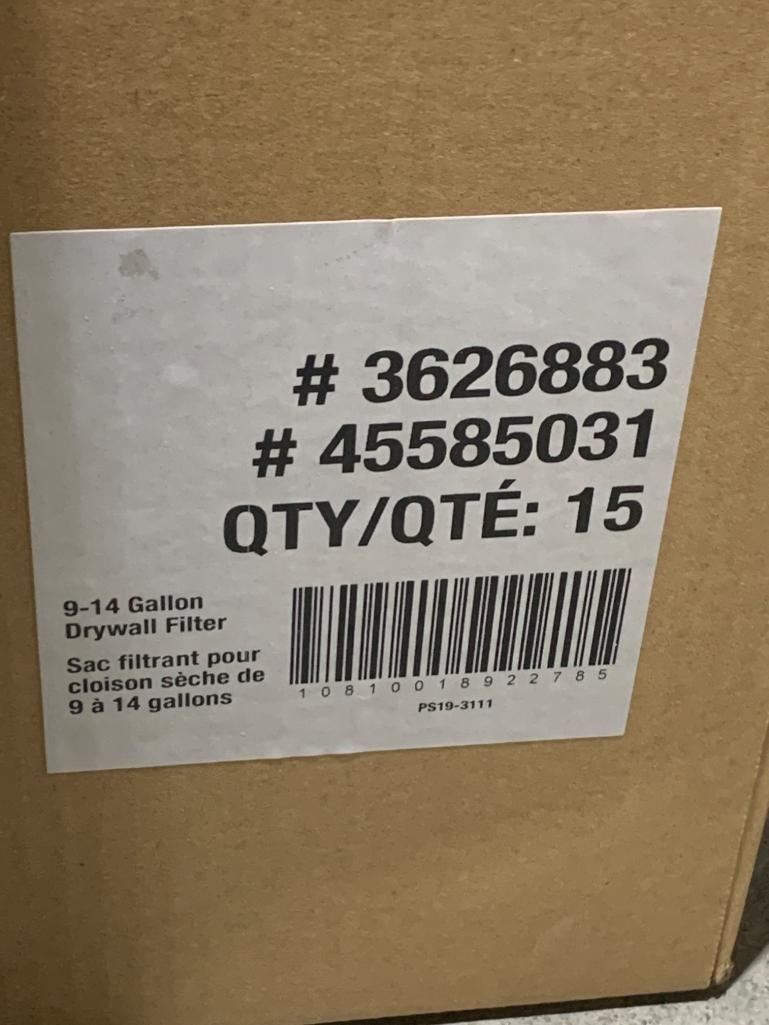 # 3626883
# 45585031
QTY/QTÉ: 15
9-14 Gallon
Drywall Filter
Sac filtrant pour
cloison sèche de
9 à 14 gallons
10810018922785
PS19-3111